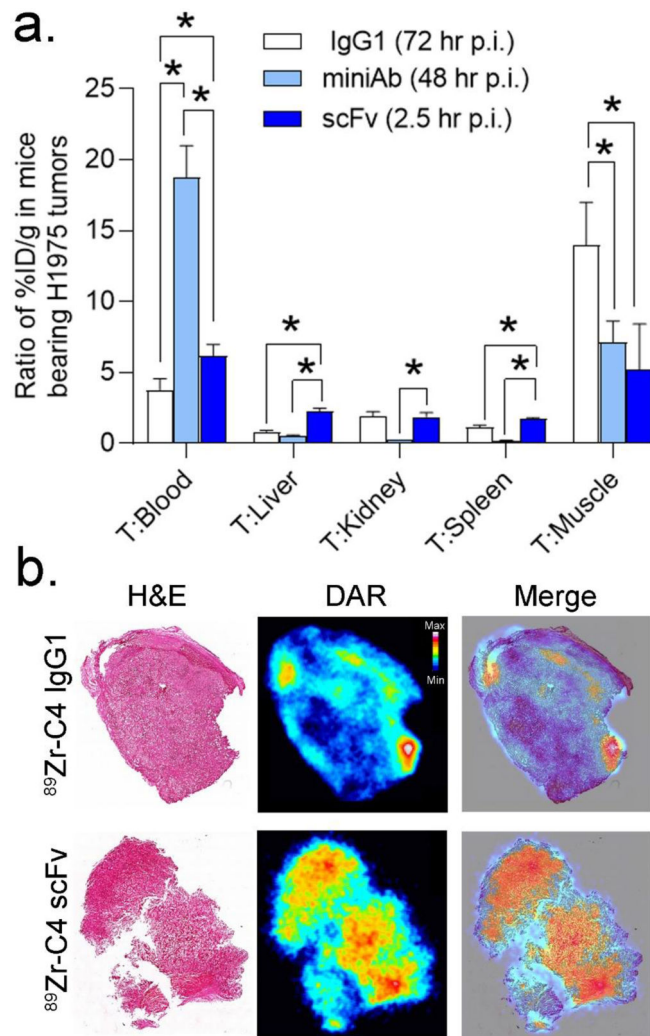 a.
IgG1 (72 hr p.i.)
miniAb (48 hr p.i.)
scFv (2.5 hr p.i.)
* * * * * * * * * * *
Ratio of %ID/g in mice
bearing H1975 tumors
25
20
15
10
5
0
T:Blood
T:Liver
T:Kidney
T:Spleen
T:Muscle
b.
H&E
DAR
Merge
Max
Min
⁸⁹Zr-C4 IgG1
⁸⁹Zr-C4 scFv